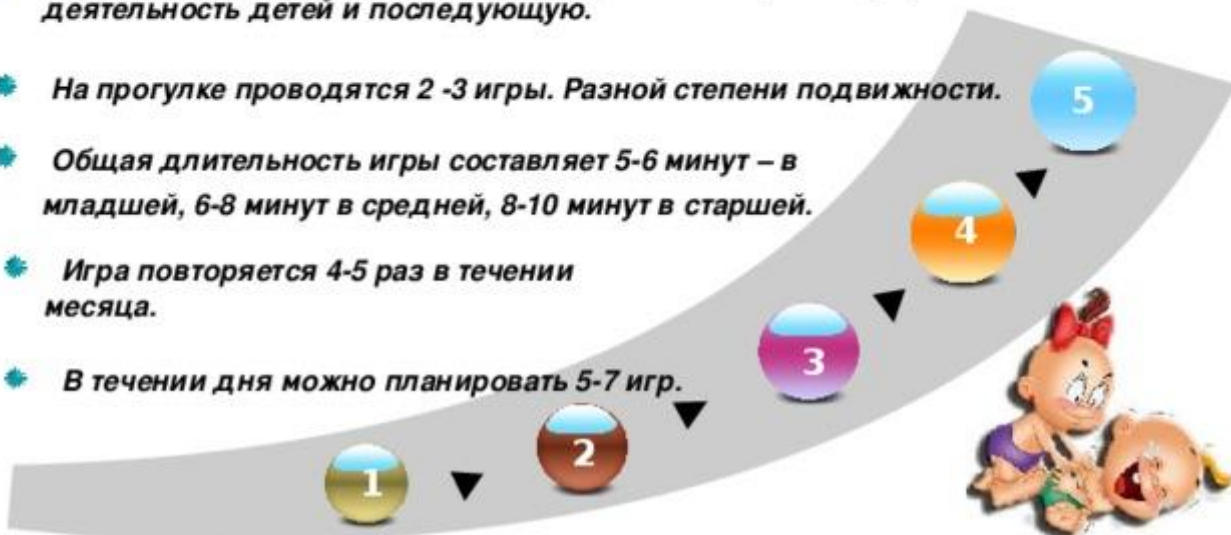 деятельность детей и последующую.
На прогулке проводятся 2 -3 игры. Разной степени подвижности.
Общая длительность игры составляет 5-6 минут – в
младшей, 6-8 минут в средней, 8-10 минут в старшей.
Игра повторяется 4-5 раз в течении
месяца.
В течении дня можно планировать 5-7 игр.
5
4
3
2
1